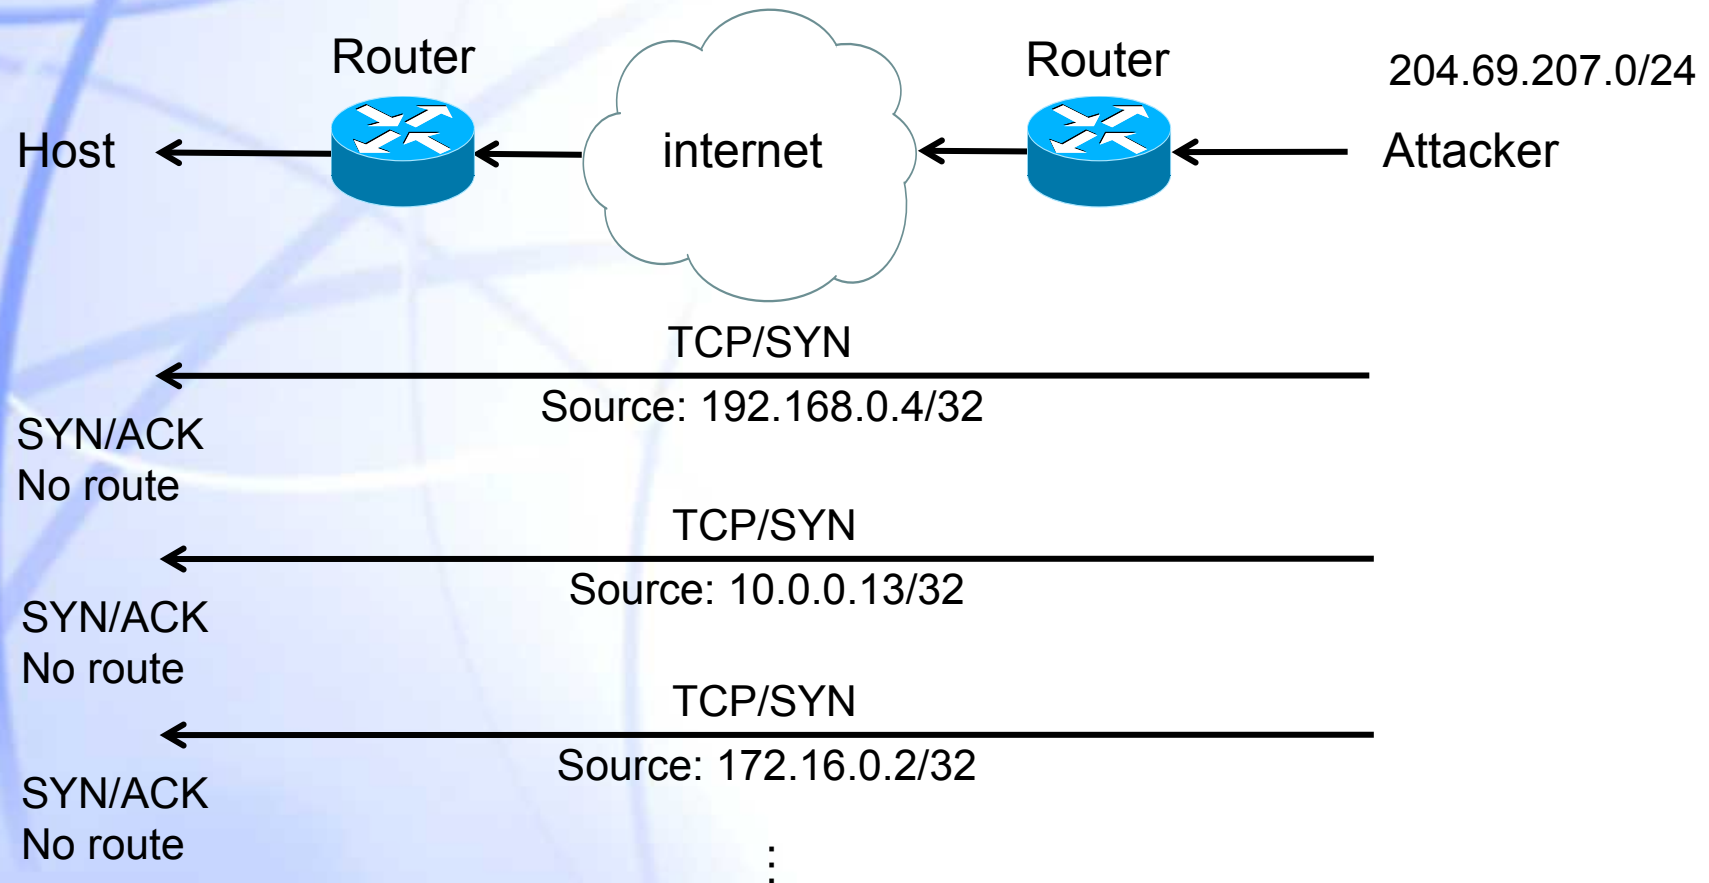 Router
Router
204.69.207.0/24
Host
internet
Attacker
TCP/SYN
Source: 192.168.0.4/32
SYN/ACK
No route
TCP/SYN
Source: 10.0.0.13/32
SYN/ACK
No route
TCP/SYN
Source: 172.16.0.2/32
SYN/ACK
No route
⋮